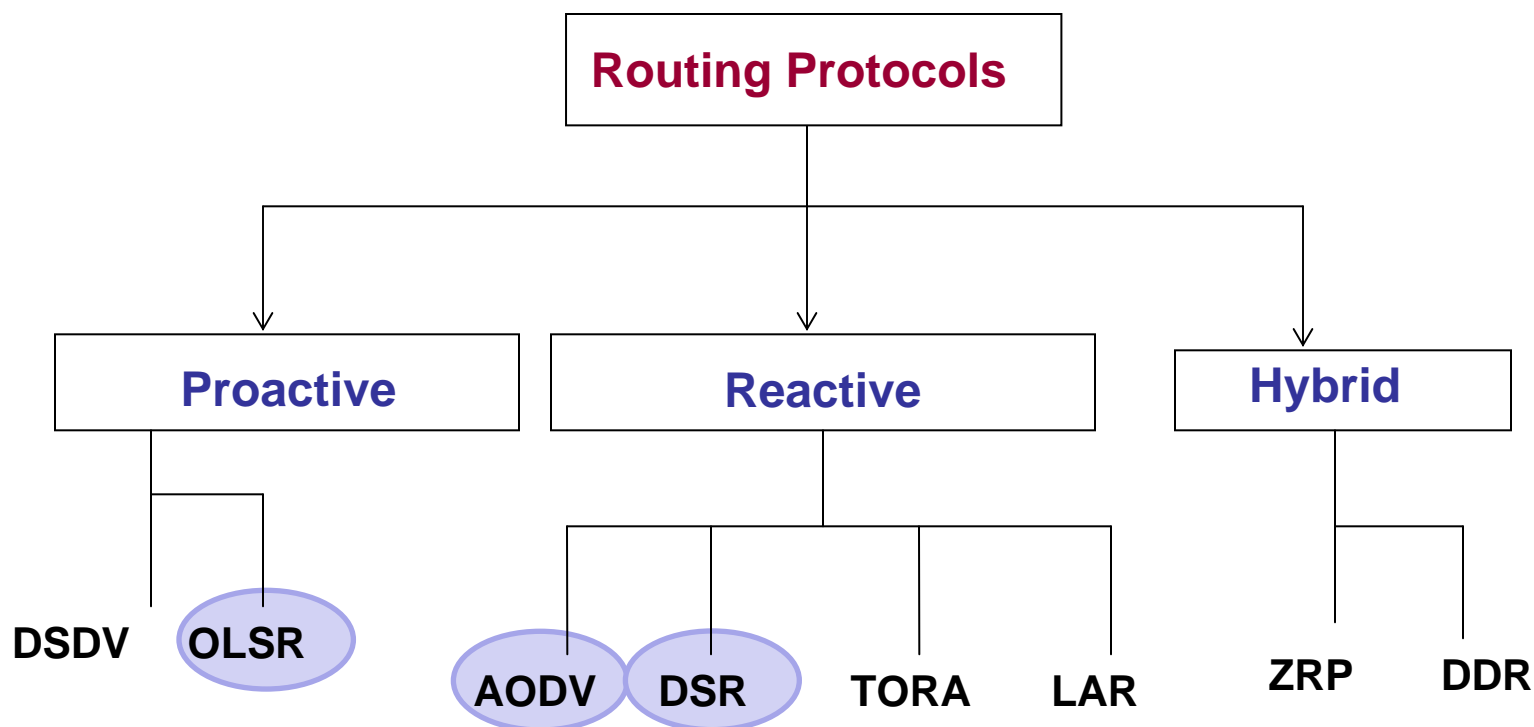 Routing Protocols
Proactive
Reactive
Hybrid
DSDV
OLSR
AODV
DSR
TORA
LAR
ZRP
DDR